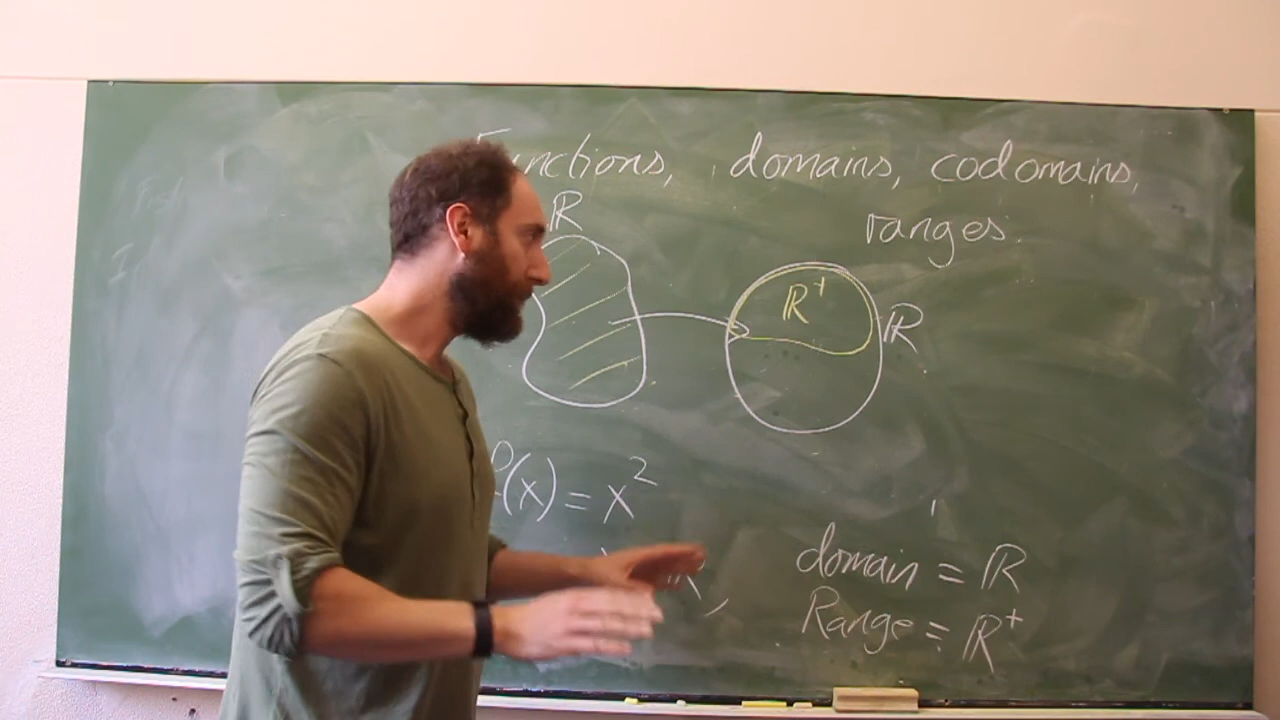 Functions, domains, codomains,
ranges.
ℝ
ℝ⁺
ℝ
f(x) = x²
domain = ℝ
Range = ℝ⁺